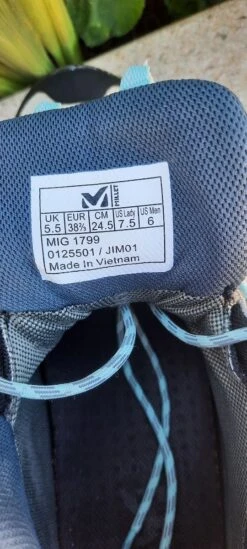 MILLET
UK EUR CM US Lady US Men
5.5 38⅔ 24.5 7.5 6
MIG 1799
0125501 / JIM01
Made In Vietnam